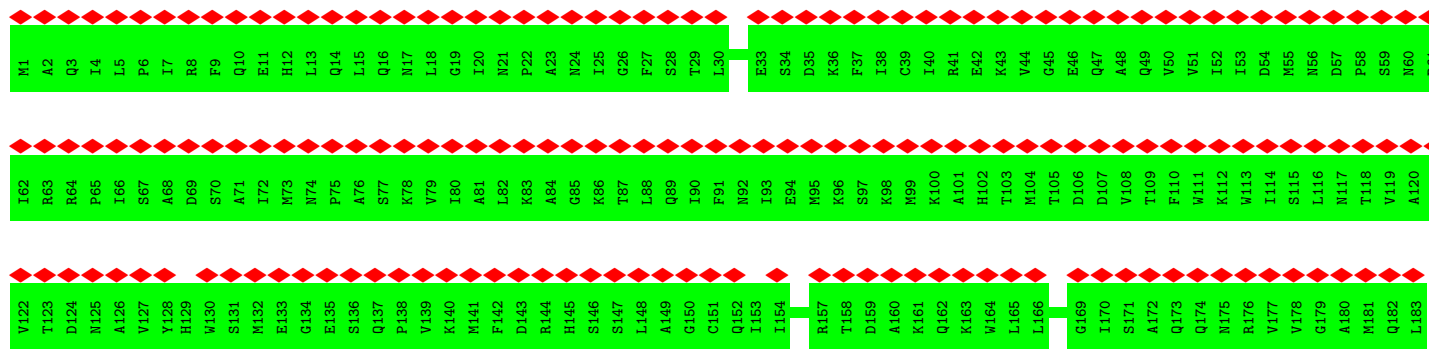 M1 A2 Q3 I4 L5 P6 I7 R8 F9 Q10 E11 H12 L13 Q14 L15 Q16 N17 L18 G19 I20 N21 P22 A23 N24 I25 G26 F27 S28 T29 L30 E33 S34 D35 K36 F37 I38 C39 I40 R41 E42 K43 V44 G45 E46 Q47 A48 Q49 V50 V51 I52 I53 D54 M55 N56 D57 P58 S59 N60
I62 R63 R64 P65 I66 S67 A68 D69 S70 A71 I72 M73 N74 P75 A76 S77 K78 V79 I80 A81 L82 K83 A84 G85 K86 T87 L88 Q89 I90 F91 N92 I93 E94 M95 K96 S97 K98 M99 K100 A101 H102 T103 M104 T105 D106 D107 V108 T109 F110 W111 K112 W113 I114 S115 L116 N117 T118 V119 A120
V122 T123 D124 N125 A126 V127 Y128 H129 W130 S131 M132 E133 G134 E135 S136 Q137 P138 V139 K140 M141 F142 D143 R144 H145 S146 S147 L148 A149 G150 C151 Q152 I153 I154 R157 T158 D159 A160 K161 Q162 K163 W164 L165 L166 G169 I170 S171 A172 Q173 Q174 N175 R176 V177 V178 G179 A180 M181 Q182 L183